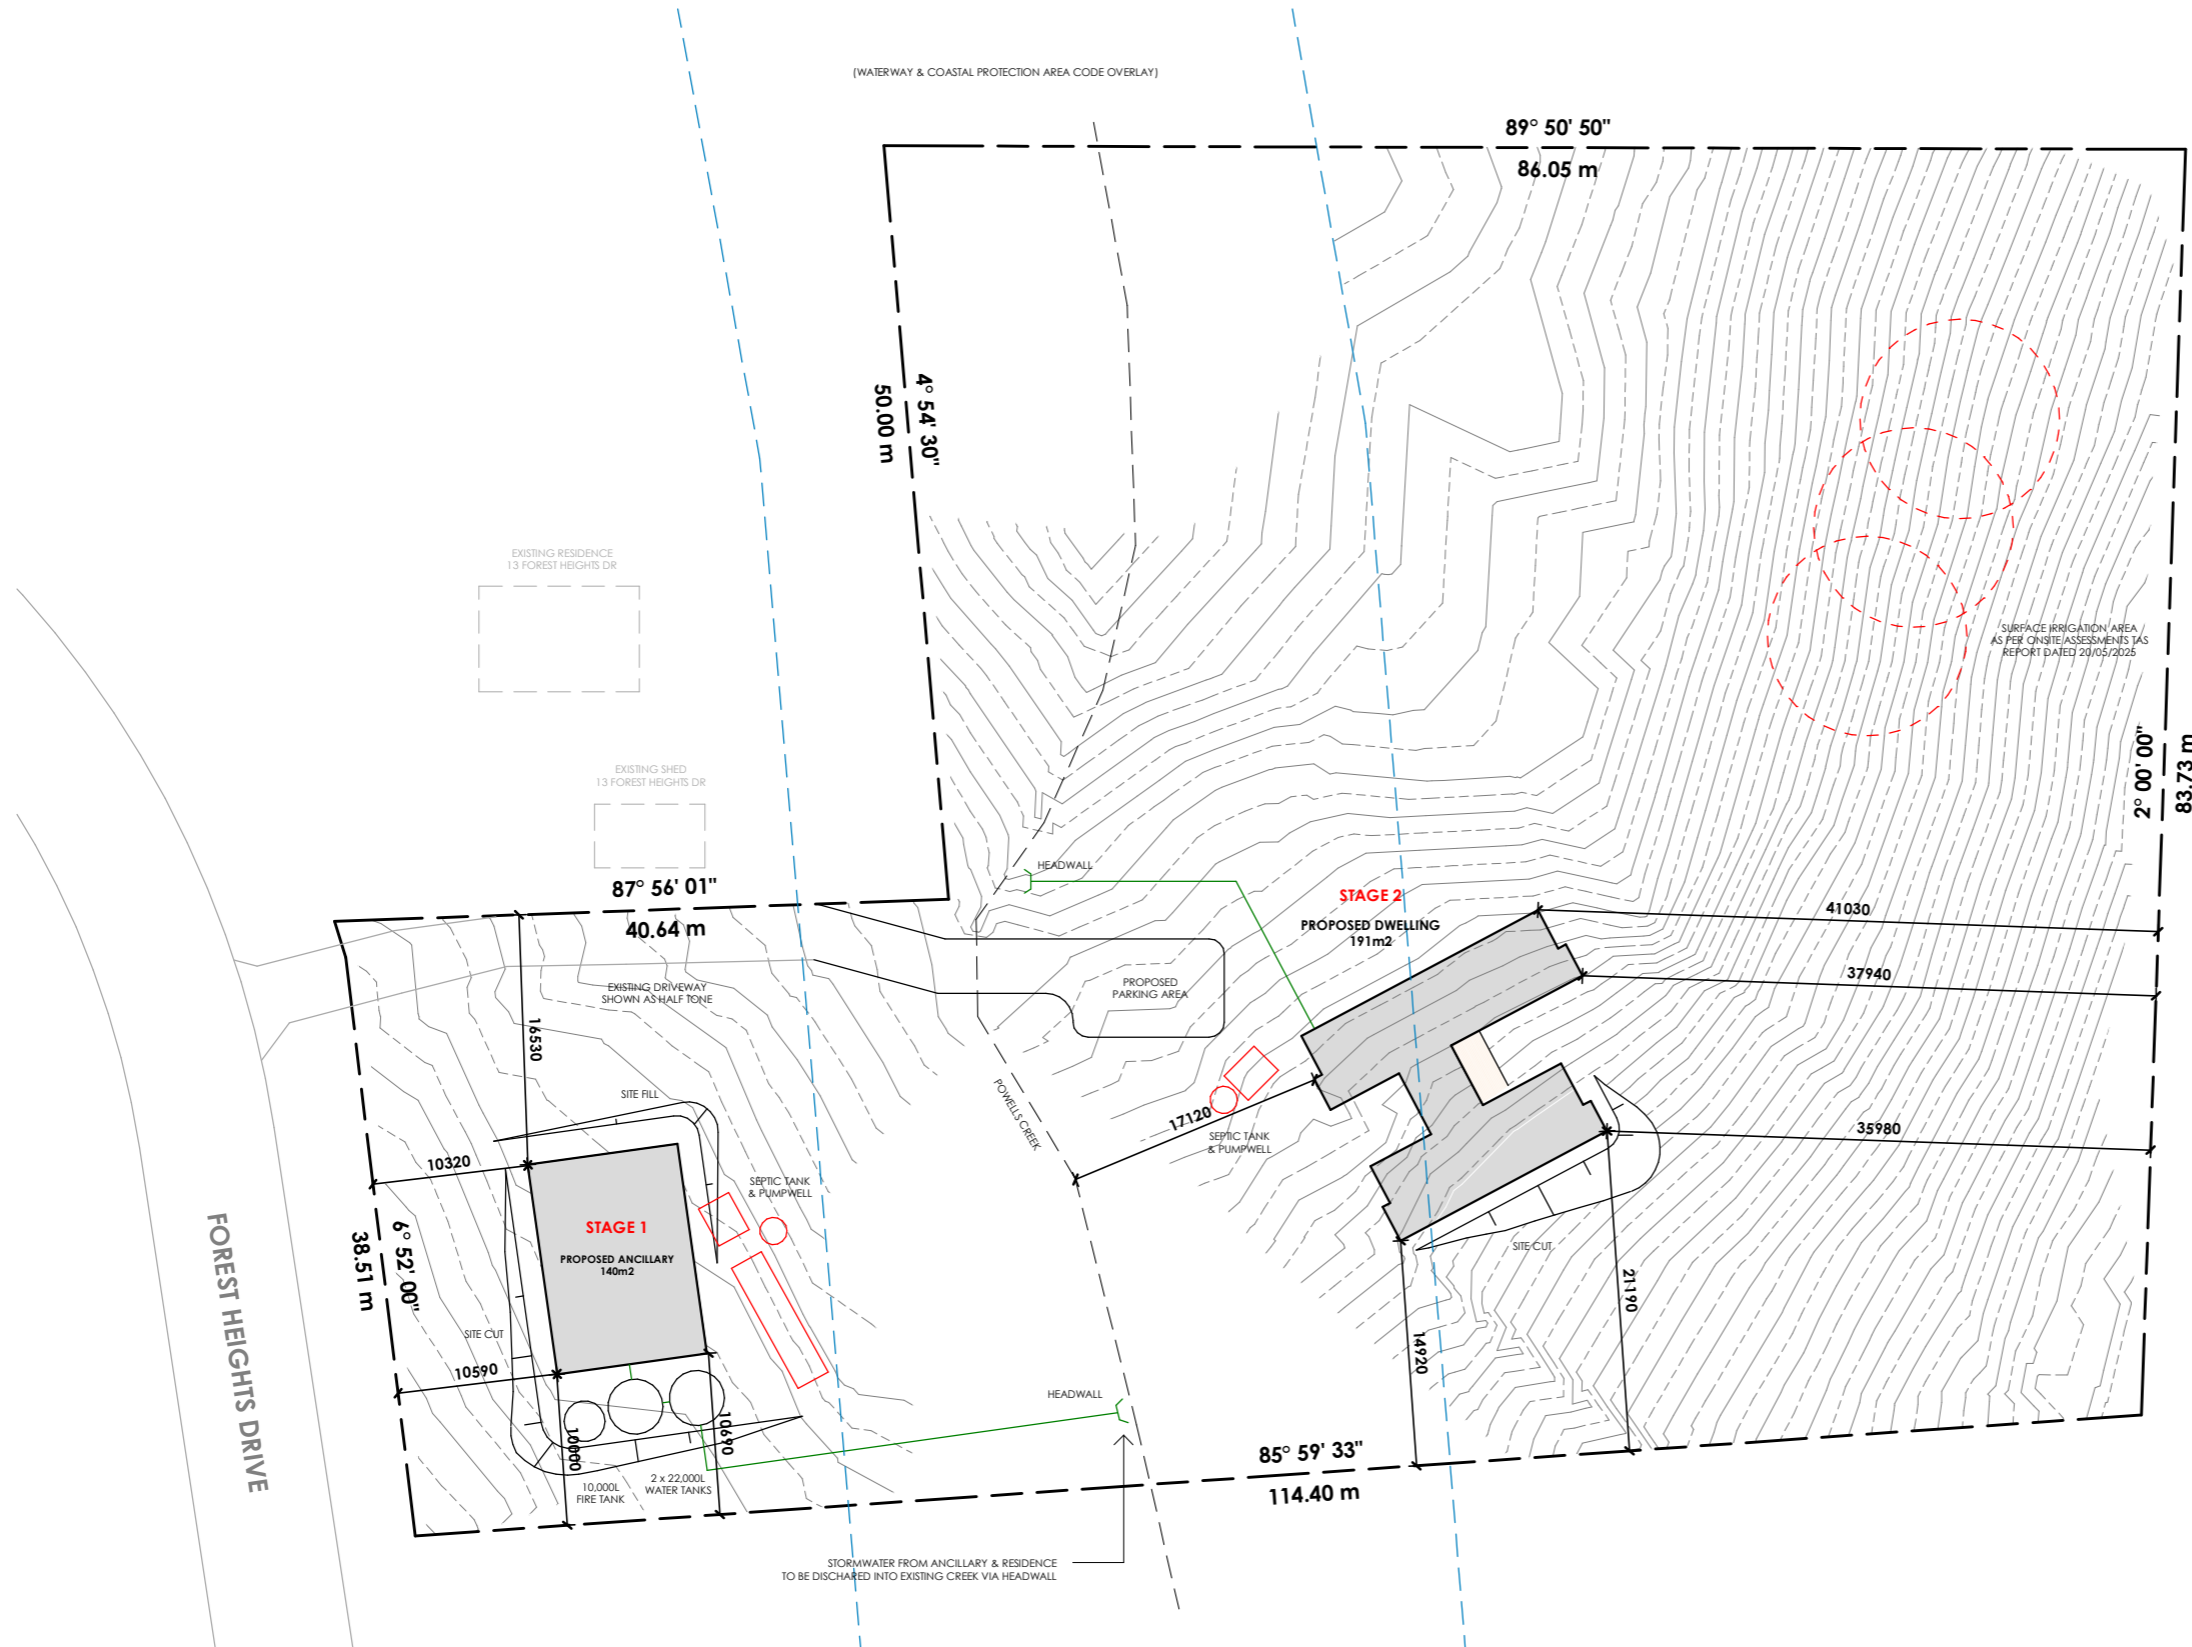 (WATERWAY & COASTAL PROTECTION AREA CODE OVERLAY)
89° 50' 50"
86.05 m
4° 54' 30"
50.00 m
EXISTING RESIDENCE
13 FOREST HEIGHTS DR
SURFACE IRRIGATION AREA
AS PER ONSITE ASSESSMENTS TAS
REPORT DATED 20/05/2025
2° 00' 00"
83.73 m
EXISTING SHED
13 FOREST HEIGHTS DR
HEADWALL
87° 56' 01"
40.64 m
STAGE 2
PROPOSED DWELLING
191m2
41030
37940
EXISTING DRIVEWAY
SHOWN AS HALF TONE
PROPOSED
PARKING AREA
16530
SITE FILL
POWELLS CREEK
17120
SEPTIC TANK
& PUMPWELL
35980
10320
SEPTIC TANK
& PUMPWELL
STAGE 1
PROPOSED ANCILLARY
140m2
6° 52' 00"
38.51 m
FOREST HEIGHTS DRIVE
SITE CUT
SITE CUT
21190
14920
10590
HEADWALL
10000
10690
10,000L
FIRE TANK
2 x 22,000L
WATER TANKS
85° 59' 33"
114.40 m
STORMWATER FROM ANCILLARY & RESIDENCE
TO BE DISCHARED INTO EXISTING CREEK VIA HEADWALL